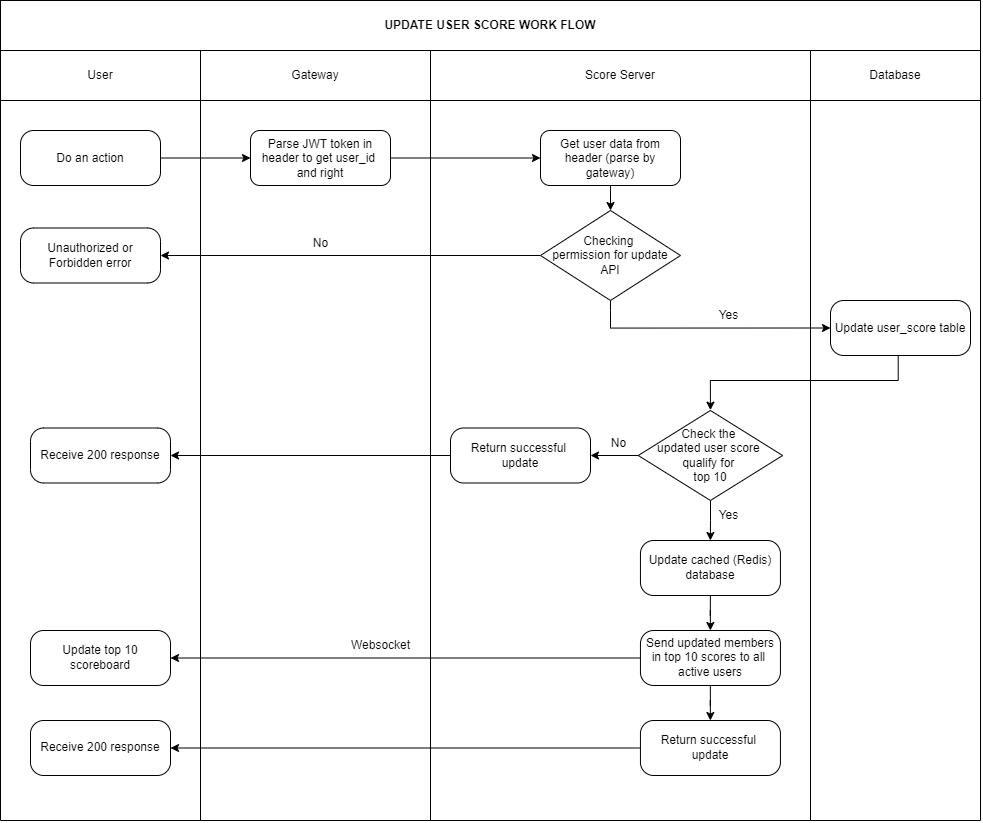 UPDATE USER SCORE WORK FLOW
User
Gateway
Score Server
Database
Do an action
Parse JWT token in
header to get user_id
and right
Get user data from
header (parse by
gateway)
Unauthorized or
Forbidden error
No
Checking
permission for update
API
Yes
Update user_score table
Receive 200 response
Return successful
update
No
Check the
updated user score
qualify for
top 10
Yes
Update cached (Redis)
database
Update top 10
scoreboard
Websocket
Send updated members
in top 10 scores to all
active users
Receive 200 response
Return successful
update